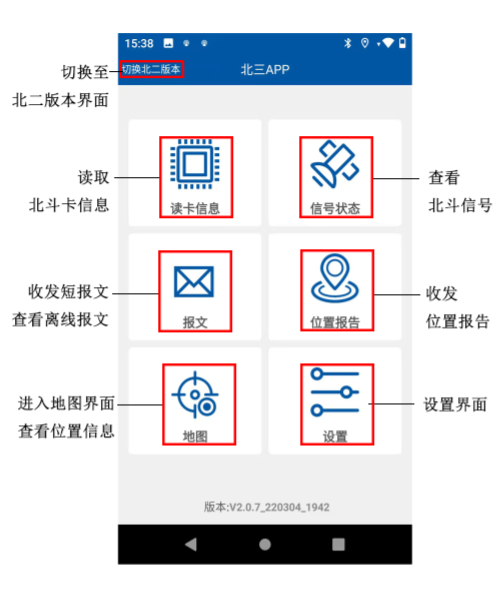 15:38
切换至
北二版本界面
切换北二版本
北三APP
读取
北斗卡信息
读卡信息
信号状态
查看
北斗信号
收发短报文
查看离线报文
报文
位置报告
收发
位置报告
进入地图界面
查看位置信息
地图
设置
设置界面
版本:V2.0.7_220304_1942